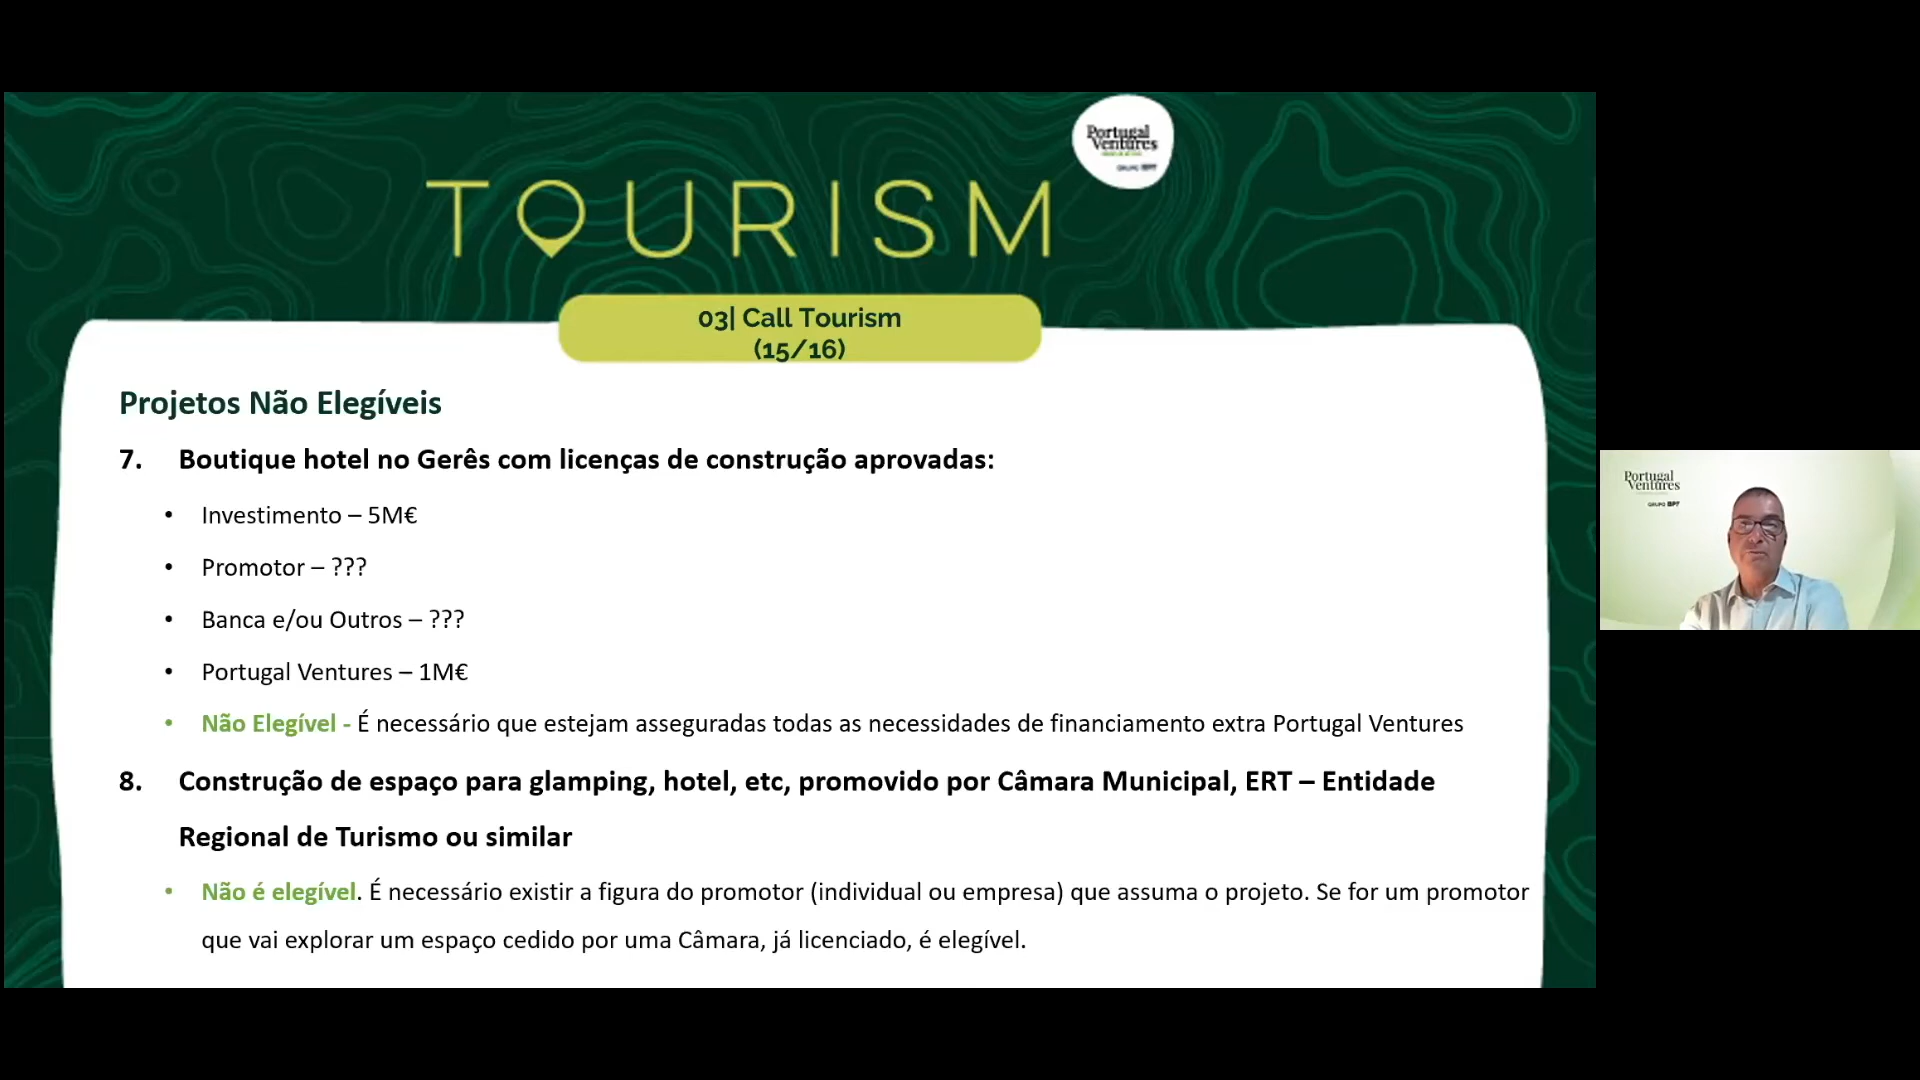 Portugal
Ventures
GRUPO BPF
TOURISM
03| Call Tourism
(15/16)
Projetos Não Elegíveis
7. Boutique hotel no Gerês com licenças de construção aprovadas:
• Investimento – 5M€
• Promotor – ???
• Banca e/ou Outros – ???
• Portugal Ventures – 1M€
• Não Elegível - É necessário que estejam asseguradas todas as necessidades de financiamento extra Portugal Ventures
8. Construção de espaço para glamping, hotel, etc, promovido por Câmara Municipal, ERT – Entidade
Regional de Turismo ou similar
• Não é elegível. É necessário existir a figura do promotor (individual ou empresa) que assuma o projeto. Se for um promotor
que vai explorar um espaço cedido por uma Câmara, já licenciado, é elegível.
Portugal
Ventures
GRUPO BPF